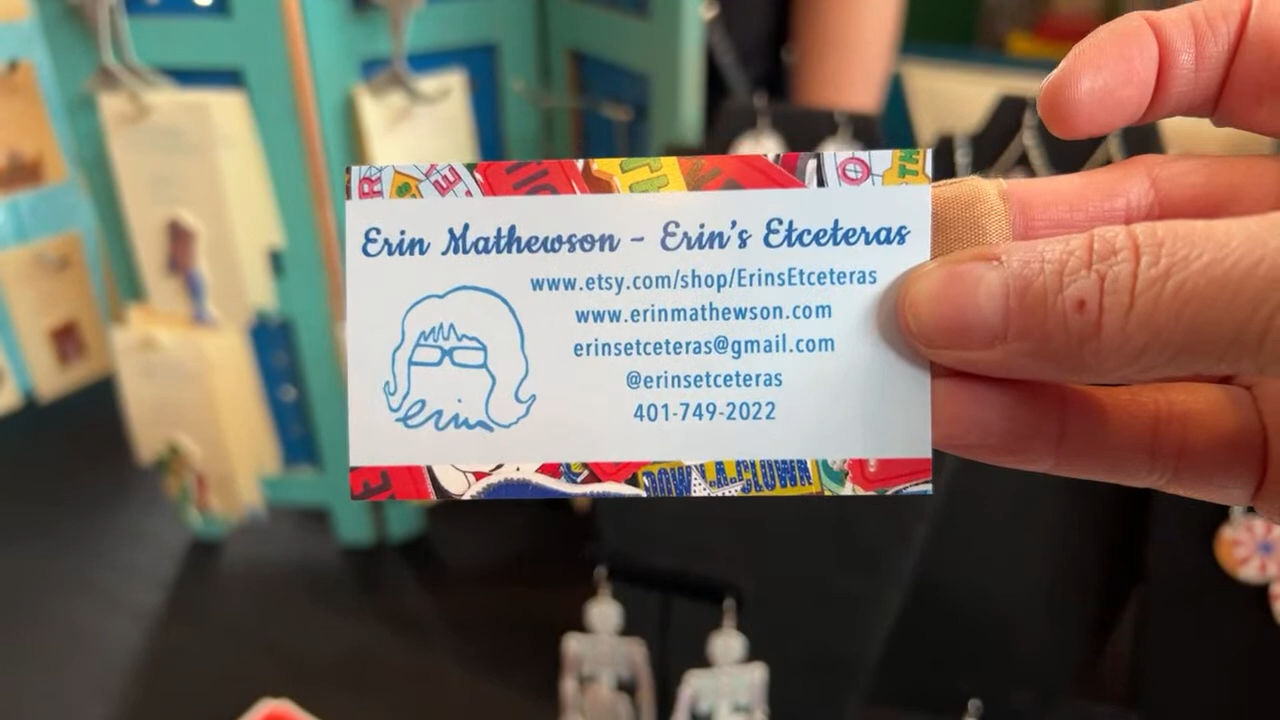 Erin Mathewson - Erin's Etceteras
www.etsy.com/shop/ErinsEtceteras
www.erinmathewson.com
erinsetceteras@gmail.com
@erinsetceteras
401-749-2022
erin